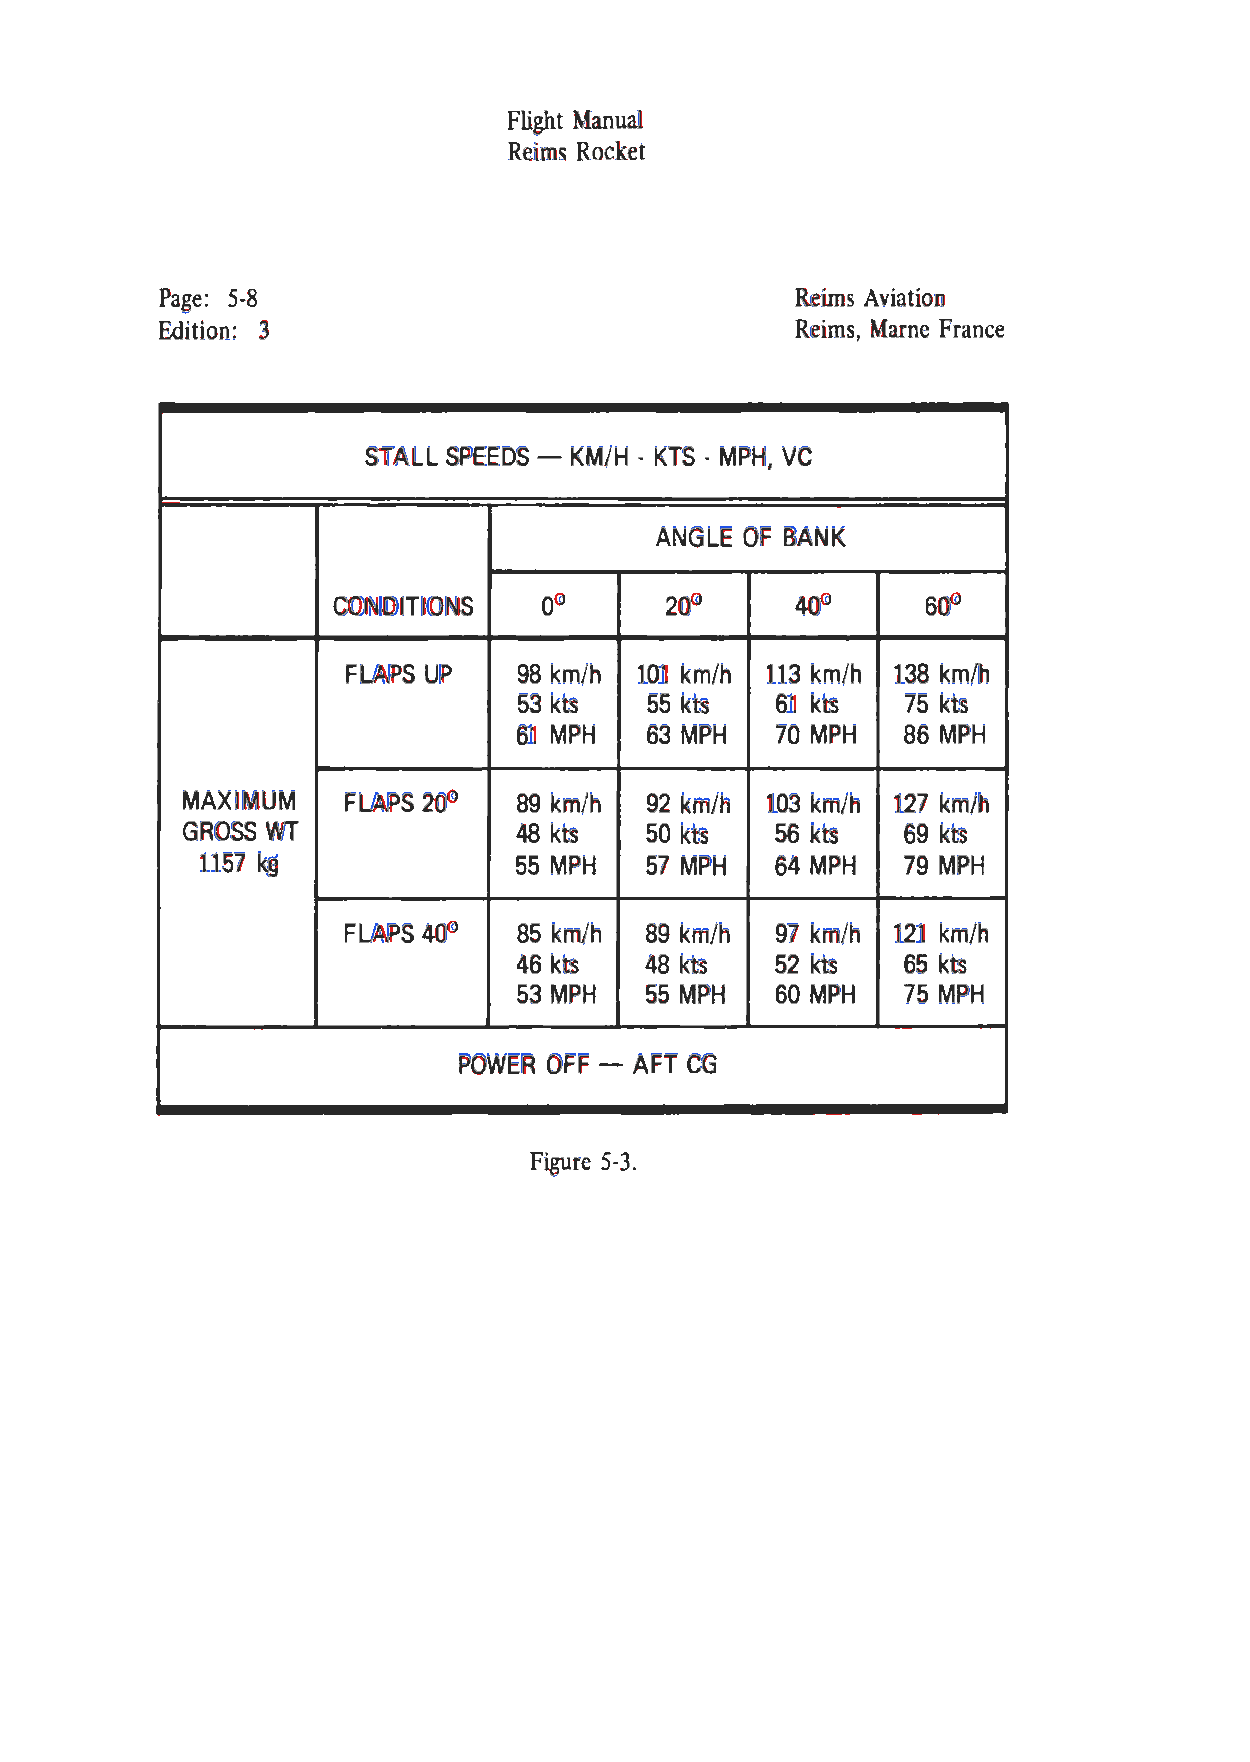 Flight Manual
Reims Rocket
Page: 5-8
Edition: 3
Reims Aviation
Reims, Marne France
STALL SPEEDS — KM/H - KTS - MPH, VC
ANGLE OF BANK
CONDITIONS 0° 20° 40° 60°
MAXIMUM
GROSS WT
1157 kg
FLAPS UP 98 km/h 101 km/h 113 km/h 138 km/h
53 kts 55 kts 61 kts 75 kts
61 MPH 63 MPH 70 MPH 86 MPH
FLAPS 20° 89 km/h 92 km/h 103 km/h 127 km/h
48 kts 50 kts 56 kts 69 kts
55 MPH 57 MPH 64 MPH 79 MPH
FLAPS 40° 85 km/h 89 km/h 97 km/h 121 km/h
46 kts 48 kts 52 kts 65 kts
53 MPH 55 MPH 60 MPH 75 MPH
POWER OFF — AFT CG
Figure 5-3.